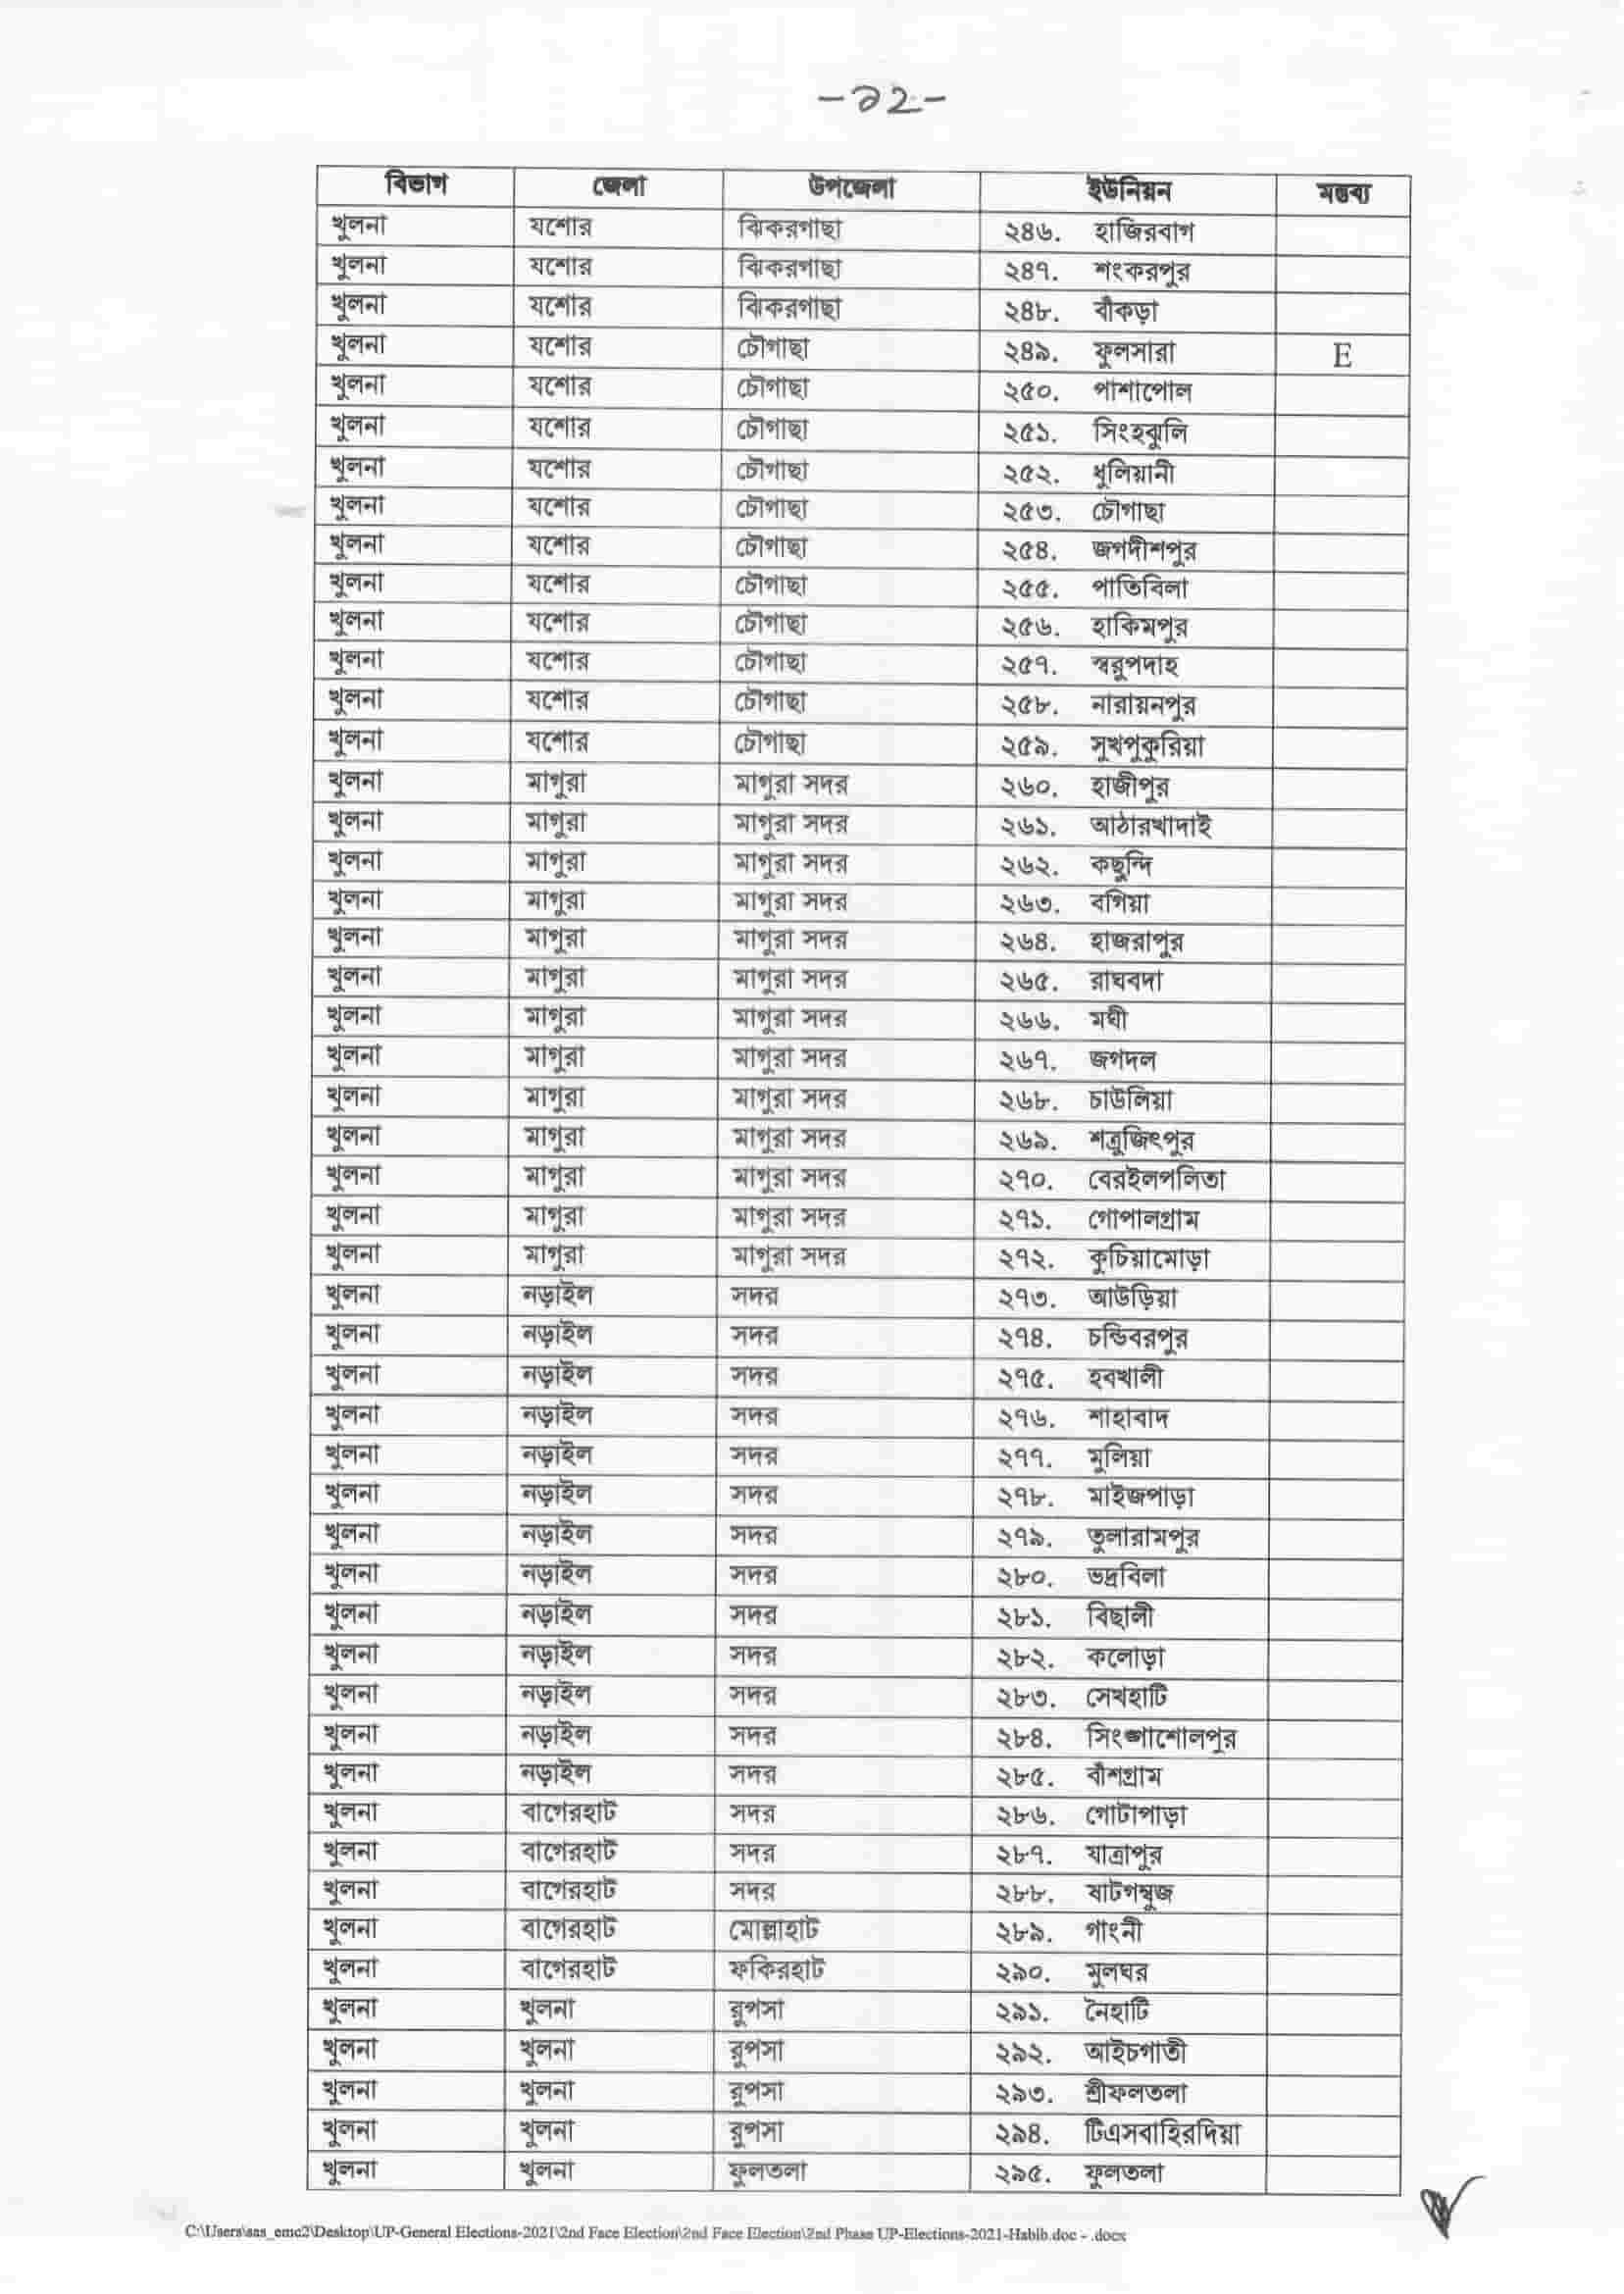 -১২-
বিভাগ জেলা উপজেলা ইউনিয়ন মন্তব্য
খুলনা যশোর ঝিকরগাছা ২৪৬. হাজিরবাগ
খুলনা যশোর ঝিকরগাছা ২৪৭. শংকরপুর
খুলনা যশোর ঝিকরগাছা ২৪৮. বাঁকড়া
খুলনা যশোর চৌগাছা ২৪৯. ফুলসারা E
খুলনা যশোর চৌগাছা ২৫০. পাশাপোল
খুলনা যশোর চৌগাছা ২৫১. সিংহঝুলি
খুলনা যশোর চৌগাছা ২৫২. ধুলিয়ানী
খুলনা যশোর চৌগাছা ২৫৩. চৌগাছা
খুলনা যশোর চৌগাছা ২৫৪. জগদীশপুর
খুলনা যশোর চৌগাছা ২৫৫. পাতিবিলা
খুলনা যশোর চৌগাছা ২৫৬. হাকিমপুর
খুলনা যশোর চৌগাছা ২৫৭. স্বরুপদাহ
খুলনা যশোর চৌগাছা ২৫৮. নারায়নপুর
খুলনা যশোর চৌগাছা ২৫৯. সুখপুকুরিয়া
খুলনা মাগুরা মাগুরা সদর ২৬০. হাজীপুর
খুলনা মাগুরা মাগুরা সদর ২৬১. আঠারখাদাই
খুলনা মাগুরা মাগুরা সদর ২৬২. কছুন্দি
খুলনা মাগুরা মাগুরা সদর ২৬৩. বগিয়া
খুলনা মাগুরা মাগুরা সদর ২৬৪. হাজরাপুর
খুলনা মাগুরা মাগুরা সদর ২৬৫. রাঘবদা
খুলনা মাগুরা মাগুরা সদর ২৬৬. মঘী
খুলনা মাগুরা মাগুরা সদর ২৬৭. জগদল
খুলনা মাগুরা মাগুরা সদর ২৬৮. চাউলিয়া
খুলনা মাগুরা মাগুরা সদর ২৬৯. শত্রুজিৎপুর
খুলনা মাগুরা মাগুরা সদর ২৭০. বেরইলপলিতা
খুলনা মাগুরা মাগুরা সদর ২৭১. গোপালগ্রাম
খুলনা মাগুরা মাগুরা সদর ২৭২. কুচিয়ামোড়া
খুলনা নড়াইল সদর ২৭৩. আউড়িয়া
খুলনা নড়াইল সদর ২৭৪. চন্ডিবরপুর
খুলনা নড়াইল সদর ২৭৫. হবখালী
খুলনা নড়াইল সদর ২৭৬. শাহাবাদ
খুলনা নড়াইল সদর ২৭৭. মুলিয়া
খুলনা নড়াইল সদর ২৭৮. মাইজপাড়া
খুলনা নড়াইল সদর ২৭৯. তুলারামপুর
খুলনা নড়াইল সদর ২৮০. ভদ্রবিলা
খুলনা নড়াইল সদর ২৮১. বিছালী
খুলনা নড়াইল সদর ২৮২. কলোড়া
খুলনা নড়াইল সদর ২৮৩. সেখহাটি
খুলনা নড়াইল সদর ২৮৪. সিংঙ্গাশোলপুর
খুলনা নড়াইল সদর ২৮৫. বাঁশগ্রাম
খুলনা বাগেরহাট সদর ২৮৬. গোটাপাড়া
খুলনা বাগেরহাট সদর ২৮৭. যাত্রাপুর
খুলনা বাগেরহাট সদর ২৮৮. ষাটগম্বুজ
খুলনা বাগেরহাট মোল্লাহাট ২৮৯. গাংনী
খুলনা বাগেরহাট ফকিরহাট ২৯০. মুলঘর
খুলনা খুলনা রুপসা ২৯১. নৈহাটি
খুলনা খুলনা রুপসা ২৯২. আইচগাতী
খুলনা খুলনা রুপসা ২৯৩. শ্রীফলতলা
খুলনা খুলনা রুপসা ২৯৪. টিএসবাহিরদিয়া
খুলনা খুলনা ফুলতলা ২৯৫. ফুলতলা
C:\Users\sas_emc2\Desktop\UP-General Elections-2021\2nd Face Election\2nd Face Election\2nd Phase UP-Elections-2021-Habib.doc - .docx